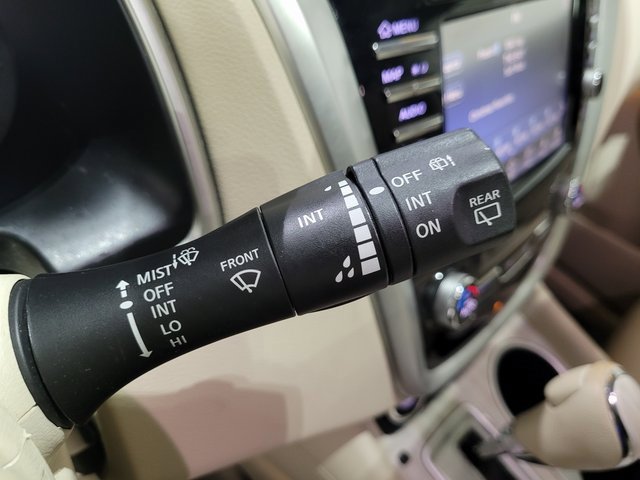 MENU
MAP
AUDIO
OFF
INT
ON
REAR
INT
FRONT
MIST
OFF
INT
LO
HI